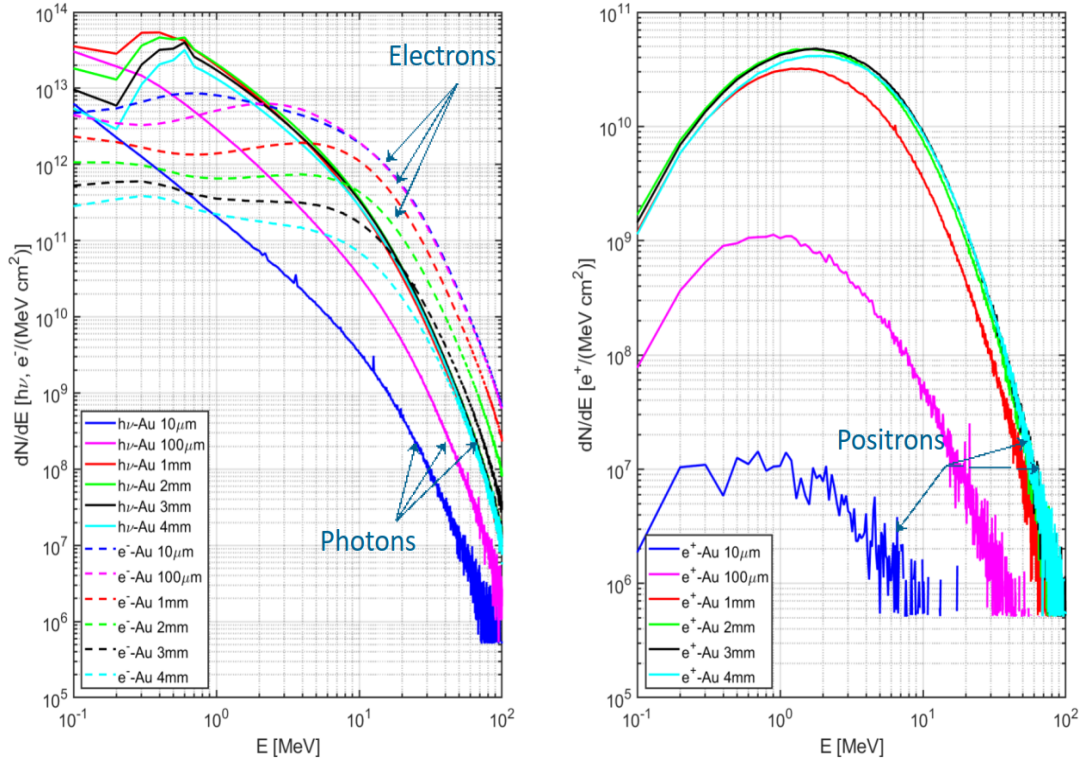 10^14
10^13
10^12
10^11
10^10
10^9
10^8
10^7
10^6
10^5
dN/dE [hν, e^-/(MeV cm^2)]
Electrons
Photons
hν-Au 10μm
hν-Au 100μm
hν-Au 1mm
hν-Au 2mm
hν-Au 3mm
hν-Au 4mm
e^--Au 10μm
e^--Au 100μm
e^--Au 1mm
e^--Au 2mm
e^--Au 3mm
e^--Au 4mm
10^-1 10^0 10^1 10^2
E [MeV]
10^11
10^10
10^9
10^8
10^7
10^6
10^5
dN/dE [e^+/(MeV cm^2)]
Positrons
e^+-Au 10μm
e^+-Au 100μm
e^+-Au 1mm
e^+-Au 2mm
e^+-Au 3mm
e^+-Au 4mm
10^-1 10^0 10^1 10^2
E [MeV]